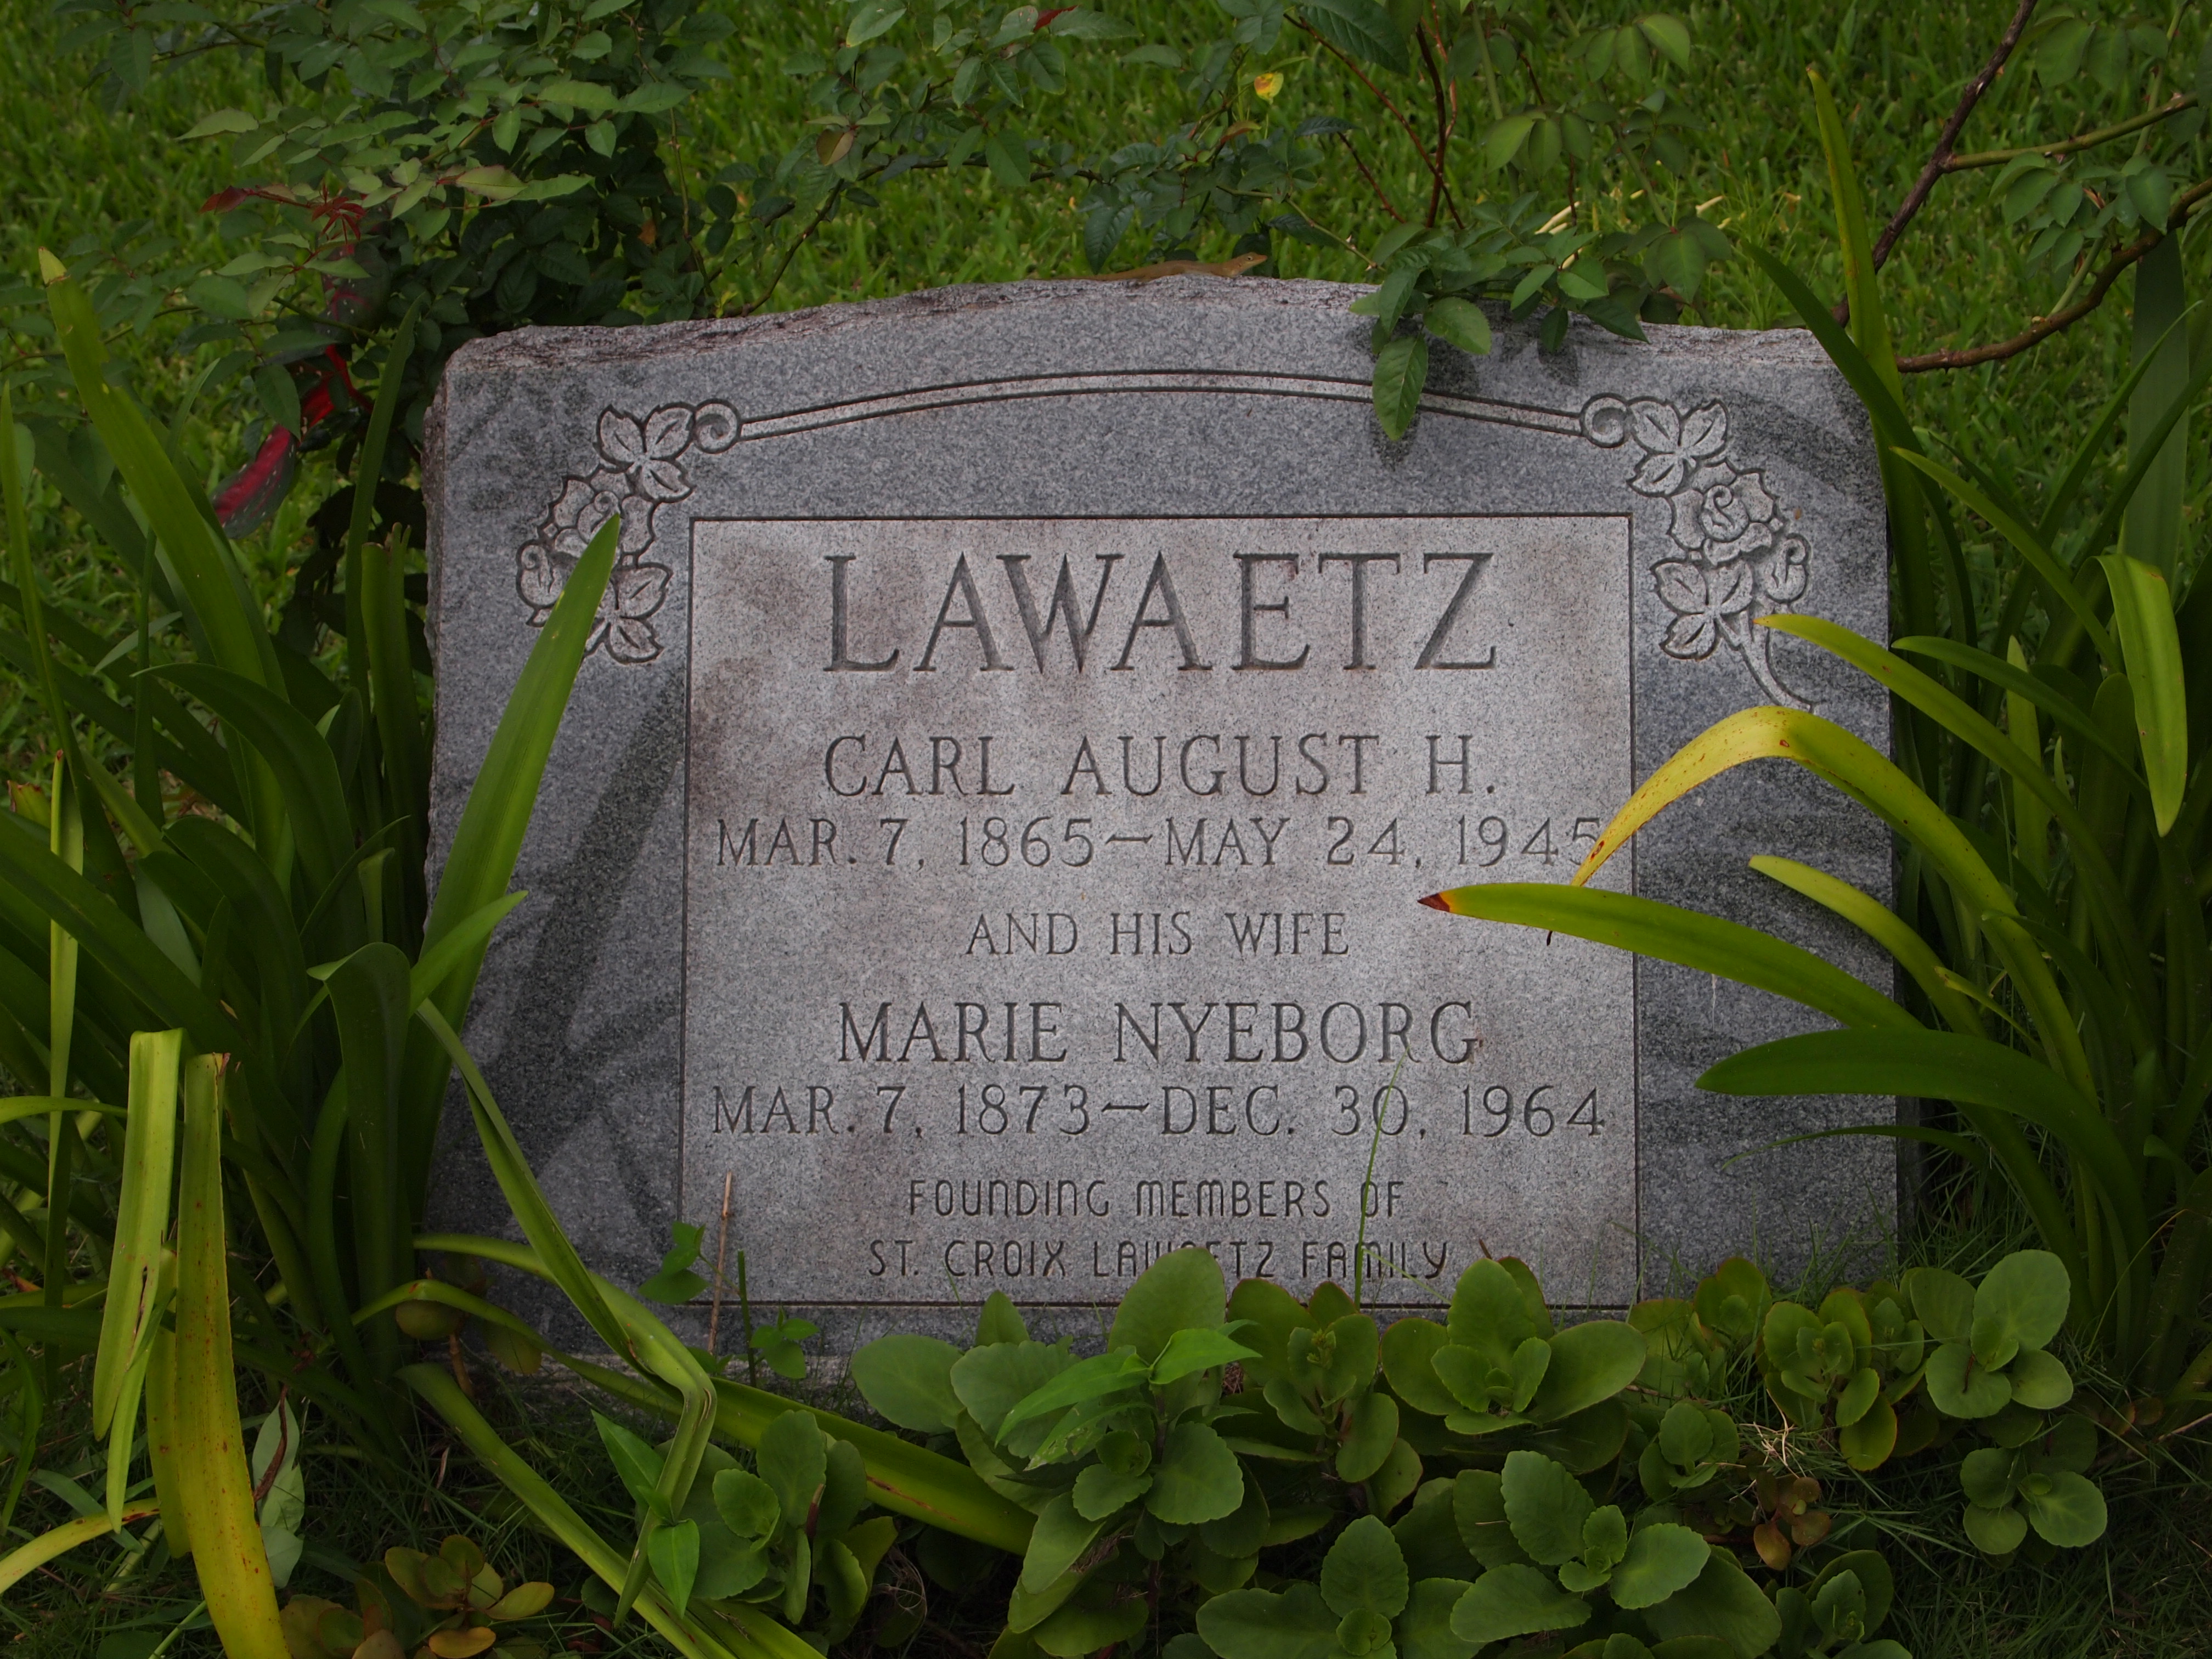 LAWAETZ
CARL AUGUST H.
MAR. 7, 1865—MAY 24, 1945
AND HIS WIFE
MARIE NYEBORG
MAR. 7, 1873—DEC. 30, 1964
FOUNDING MEMBERS OF
ST. CROIX LAWAETZ FAMILY